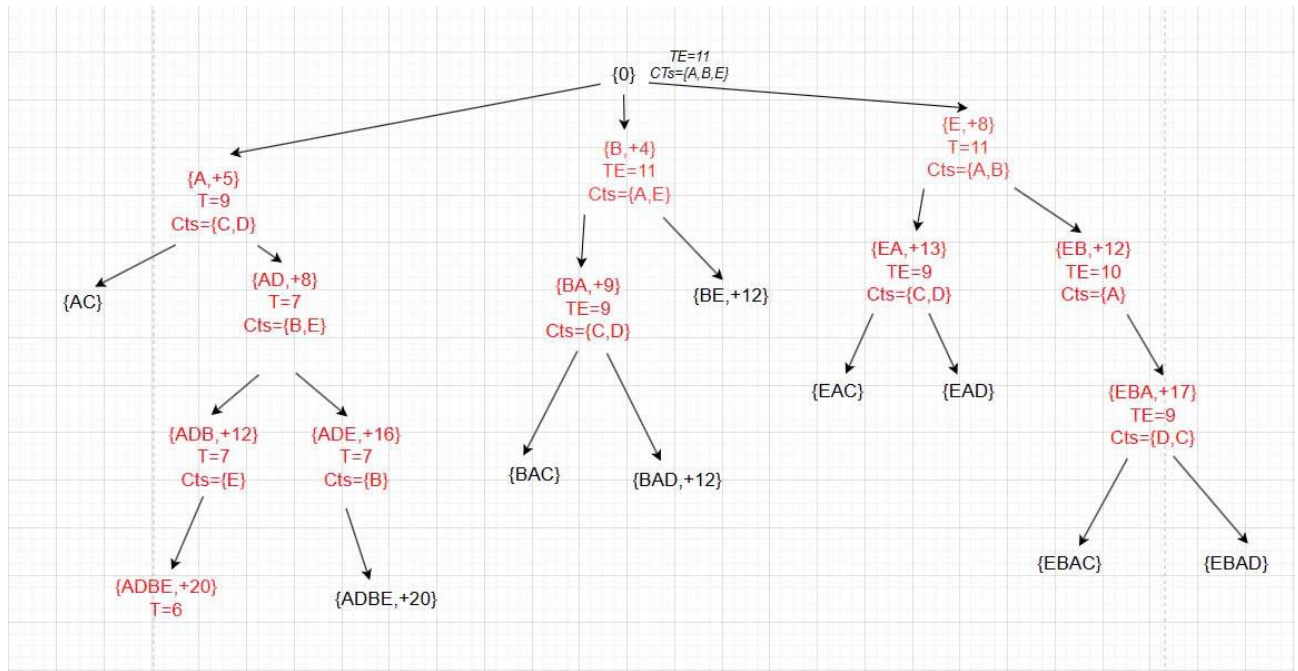 TE=11
{0}
CTs={A,B,E}
{E,+8}
T=11
Cts={A,B}
{B,+4}
TE=11
Cts={A,E}
{A,+5}
T=9
Cts={C,D}
{EA,+13}
TE=9
Cts={C,D}
{EB,+12}
TE=10
Cts={A}
{AC}
{AD,+8}
T=7
Cts={B,E}
{BA,+9}
TE=9
Cts={C,D}
{BE,+12}
{EAC}
{EAD}
{EBA,+17}
TE=9
Cts={D,C}
{ADB,+12}
T=7
Cts={E}
{ADE,+16}
T=7
Cts={B}
{BAC}
{BAD,+12}
{EBAC}
{EBAD}
{ADBE,+20}
T=6
{ADBE,+20}